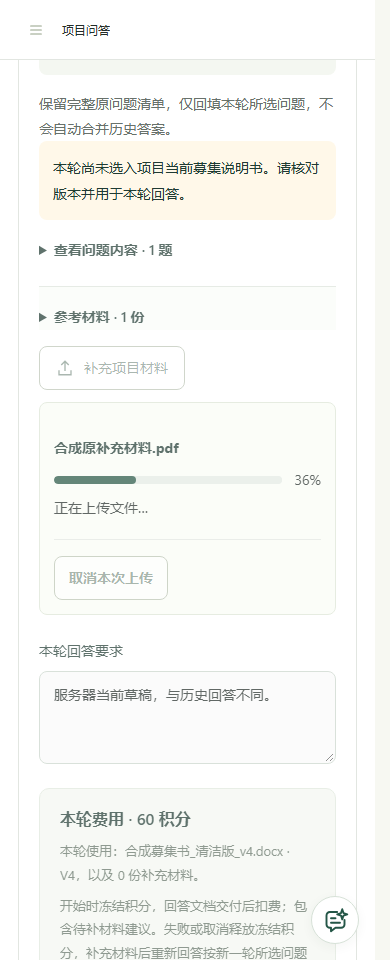 项目问答
保留完整原问题清单，仅回填本轮所选问题，不
会自动合并历史答案。
本轮尚未选入项目当前募集说明书。请核对
版本并用于本轮回答。
查看问题内容 · 1 题
参考材料 · 1 份
补充项目材料
合成原补充材料.pdf
36%
正在上传文件...
取消本次上传
本轮回答要求
服务器当前草稿，与历史回答不同。
本轮费用 · 60 积分
本轮使用：合成募集书_清洁版_v4.docx ·
V4，以及 0 份补充材料。
开始时冻结积分，回答文档交付后扣费；包
含待补材料建议。失败或取消释放冻结积
分，补充材料后重新回答按新一轮所选问题